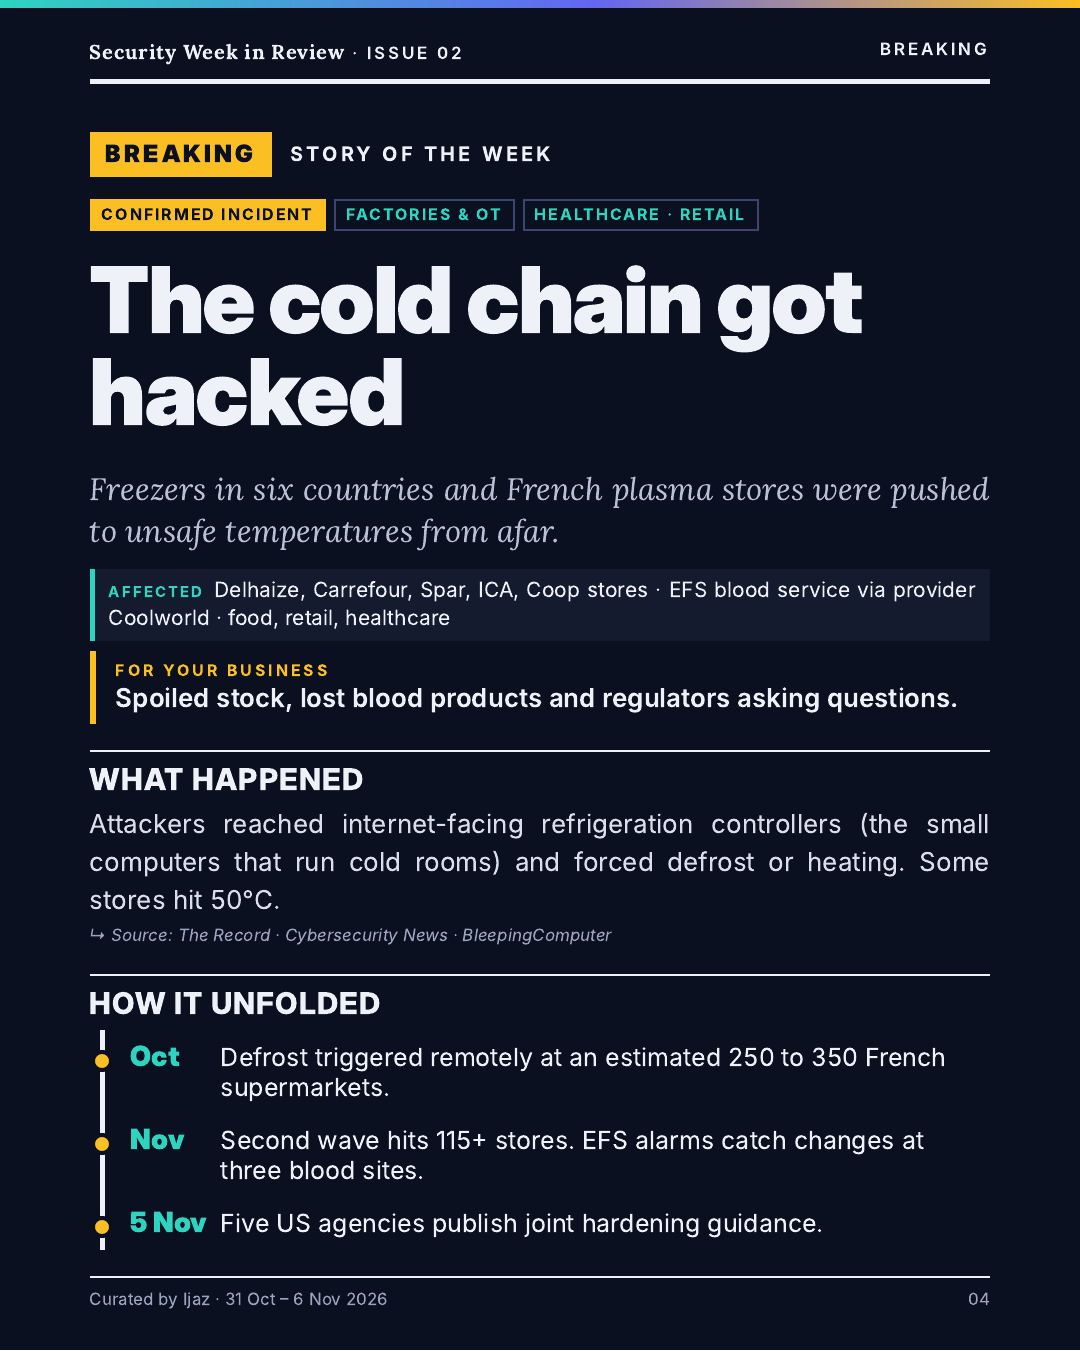 Security Week in Review · ISSUE 02
BREAKING
BREAKING STORY OF THE WEEK
CONFIRMED INCIDENT FACTORIES & OT HEALTHCARE · RETAIL
The cold chain got
hacked
Freezers in six countries and French plasma stores were pushed
to unsafe temperatures from afar.
AFFECTED Delhaize, Carrefour, Spar, ICA, Coop stores · EFS blood service via provider
Coolworld · food, retail, healthcare
FOR YOUR BUSINESS
Spoiled stock, lost blood products and regulators asking questions.
WHAT HAPPENED
Attackers reached internet-facing refrigeration controllers (the small
computers that run cold rooms) and forced defrost or heating. Some
stores hit 50°C.
↳ Source: The Record · Cybersecurity News · BleepingComputer
HOW IT UNFOLDED
Oct Defrost triggered remotely at an estimated 250 to 350 French
supermarkets.
Nov Second wave hits 115+ stores. EFS alarms catch changes at
three blood sites.
5 Nov Five US agencies publish joint hardening guidance.
Curated by Ijaz · 31 Oct – 6 Nov 2026
04